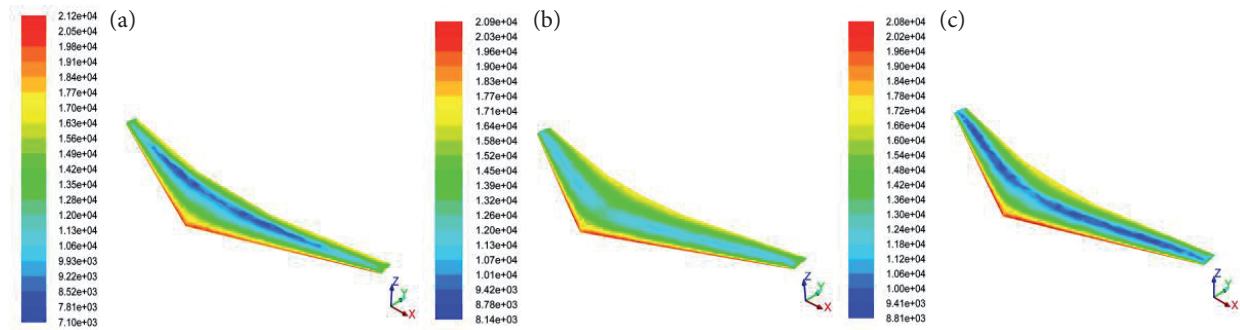 (a)
2.12e+04
2.05e+04
1.98e+04
1.91e+04
1.84e+04
1.77e+04
1.70e+04
1.63e+04
1.56e+04
1.49e+04
1.42e+04
1.35e+04
1.28e+04
1.20e+04
1.13e+04
1.06e+04
9.93e+03
9.22e+03
8.52e+03
7.81e+03
7.10e+03
Z
Y
X
(b)
2.09e+04
2.03e+04
1.96e+04
1.90e+04
1.83e+04
1.77e+04
1.71e+04
1.64e+04
1.58e+04
1.52e+04
1.45e+04
1.39e+04
1.32e+04
1.26e+04
1.20e+04
1.13e+04
1.07e+04
1.01e+04
9.42e+03
8.78e+03
8.14e+03
Z
Y
X
(c)
2.08e+04
2.02e+04
1.96e+04
1.90e+04
1.84e+04
1.78e+04
1.72e+04
1.66e+04
1.60e+04
1.54e+04
1.48e+04
1.42e+04
1.36e+04
1.30e+04
1.24e+04
1.18e+04
1.12e+04
1.06e+04
1.00e+04
9.41e+03
8.81e+03
Z
Y
X